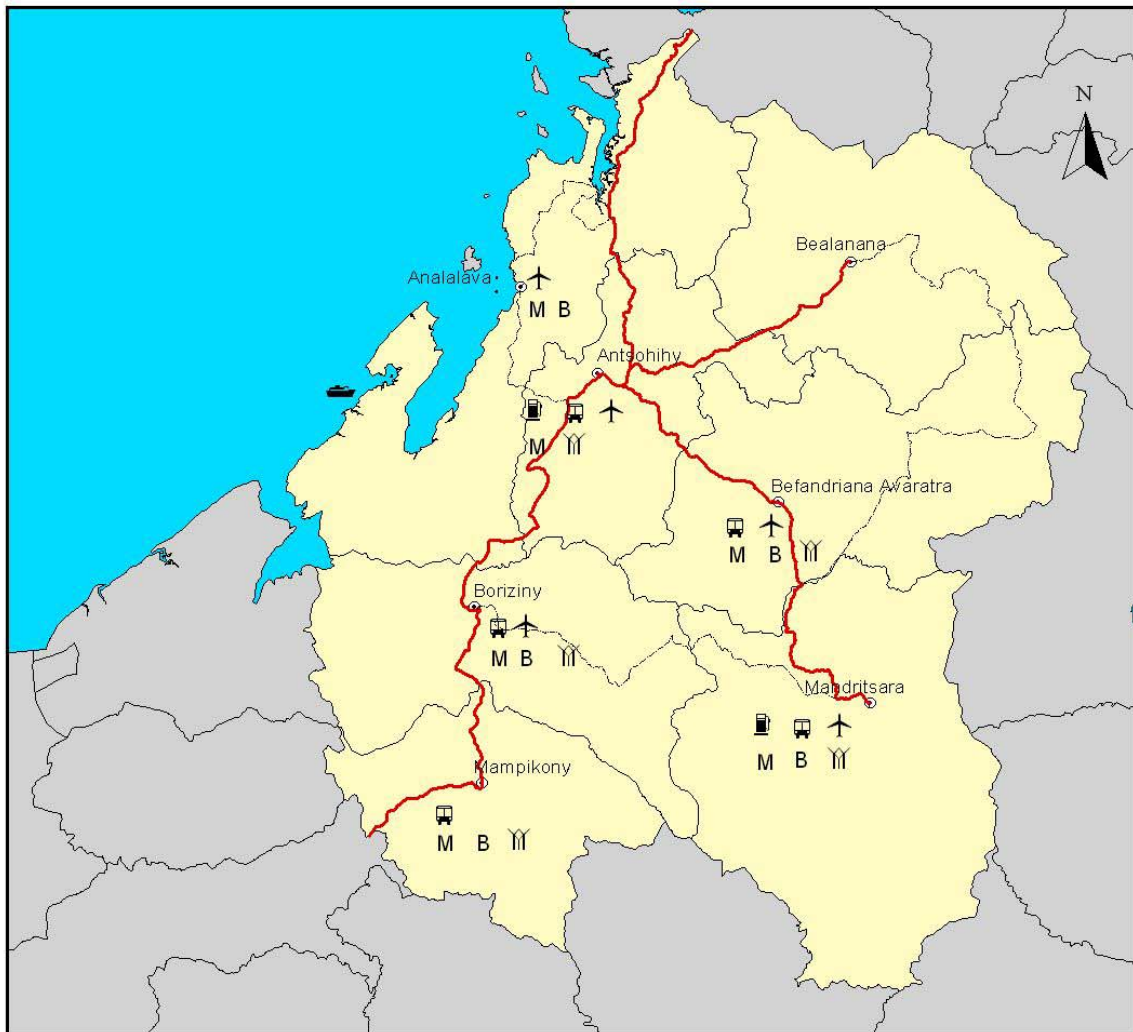 N
Bealanana
Analalava
M B
Antsohihy
M
Befandriana Avaratra
M B
Boriziny
M B
Mandritsara
M B
Mampikony
M B